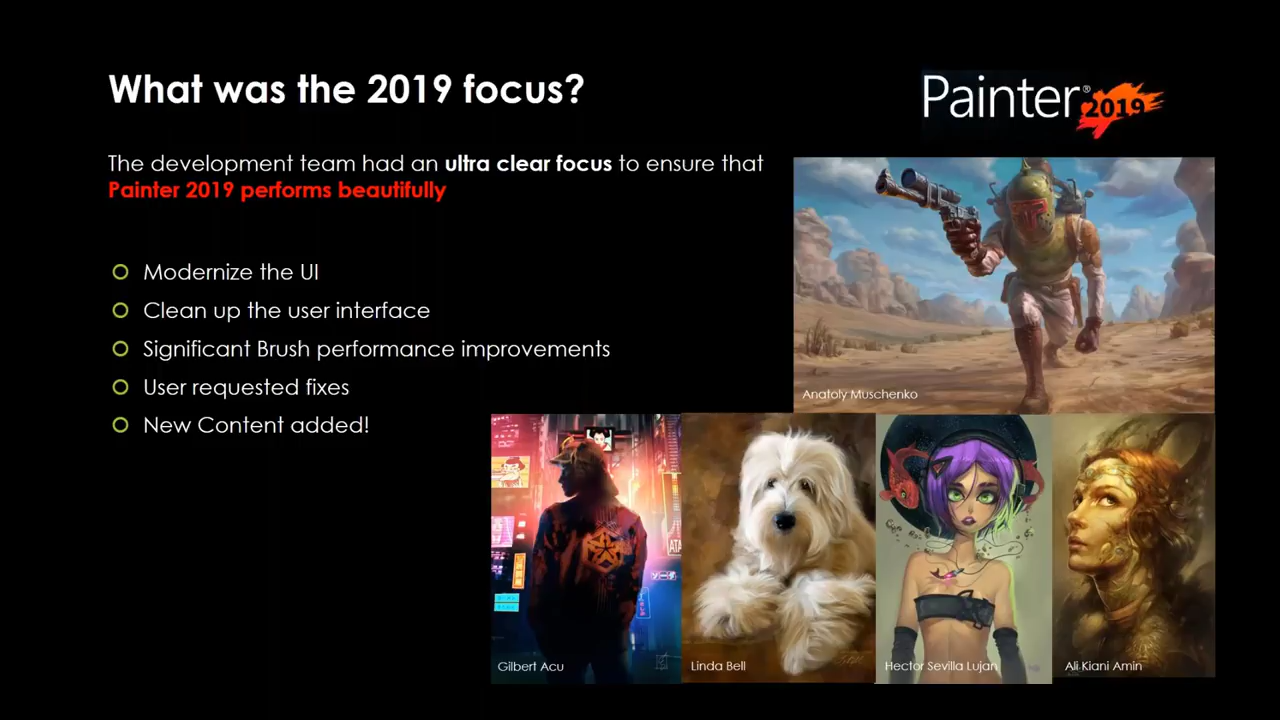 What was the 2019 focus?
Painter® 2019
The development team had an ultra clear focus to ensure that
Painter 2019 performs beautifully
Modernize the UI
Clean up the user interface
Significant Brush performance improvements
User requested fixes
New Content added!
Anatoly Muschenko
Gilbert Acu
Linda Bell
Hector Sevilla Lujan
Ali Kiani Amin